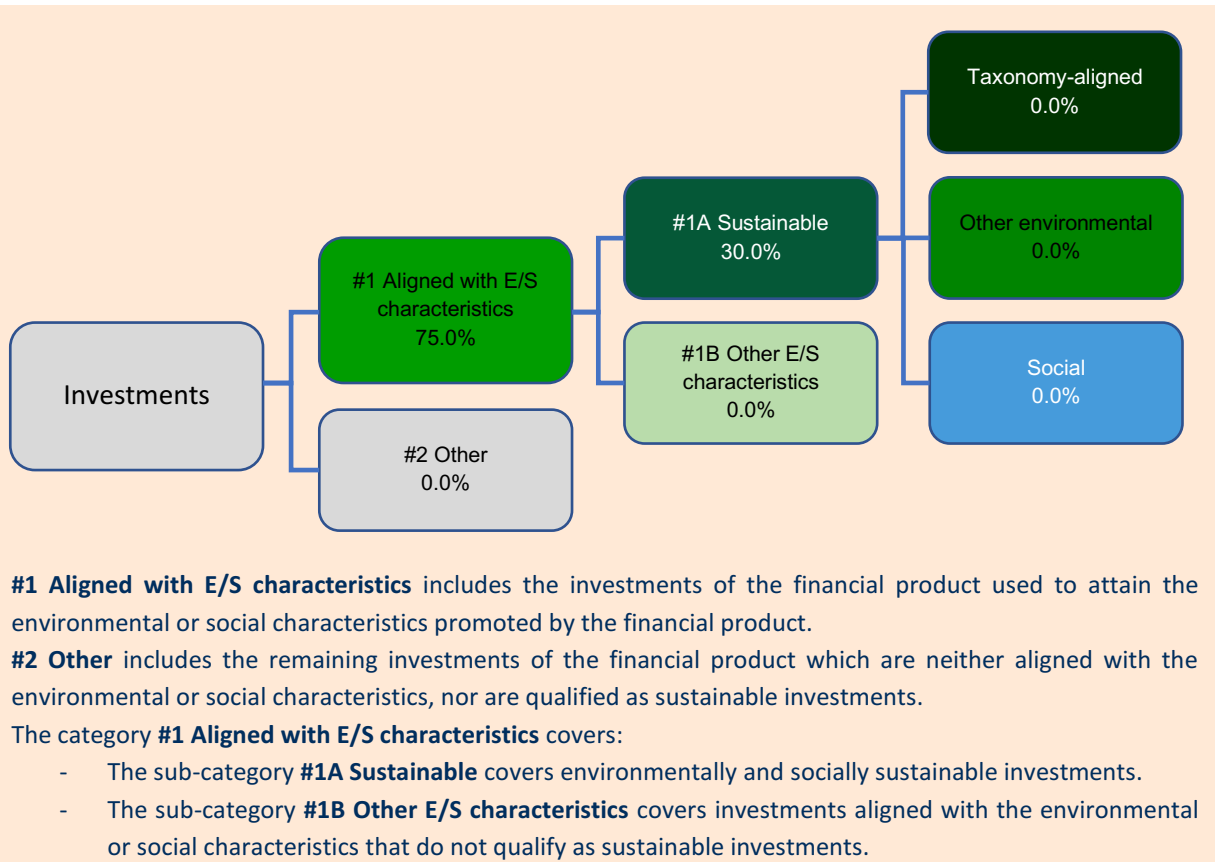 Investments
#1 Aligned with E/S
characteristics
75.0%
#2 Other
0.0%
#1A Sustainable
30.0%
#1B Other E/S
characteristics
0.0%
Taxonomy-aligned
0.0%
Other environmental
0.0%
Social
0.0%
#1 Aligned with E/S characteristics includes the investments of the financial product used to attain the
environmental or social characteristics promoted by the financial product.
#2 Other includes the remaining investments of the financial product which are neither aligned with the
environmental or social characteristics, nor are qualified as sustainable investments.
The category #1 Aligned with E/S characteristics covers:
- The sub-category #1A Sustainable covers environmentally and socially sustainable investments.
- The sub-category #1B Other E/S characteristics covers investments aligned with the environmental
or social characteristics that do not qualify as sustainable investments.